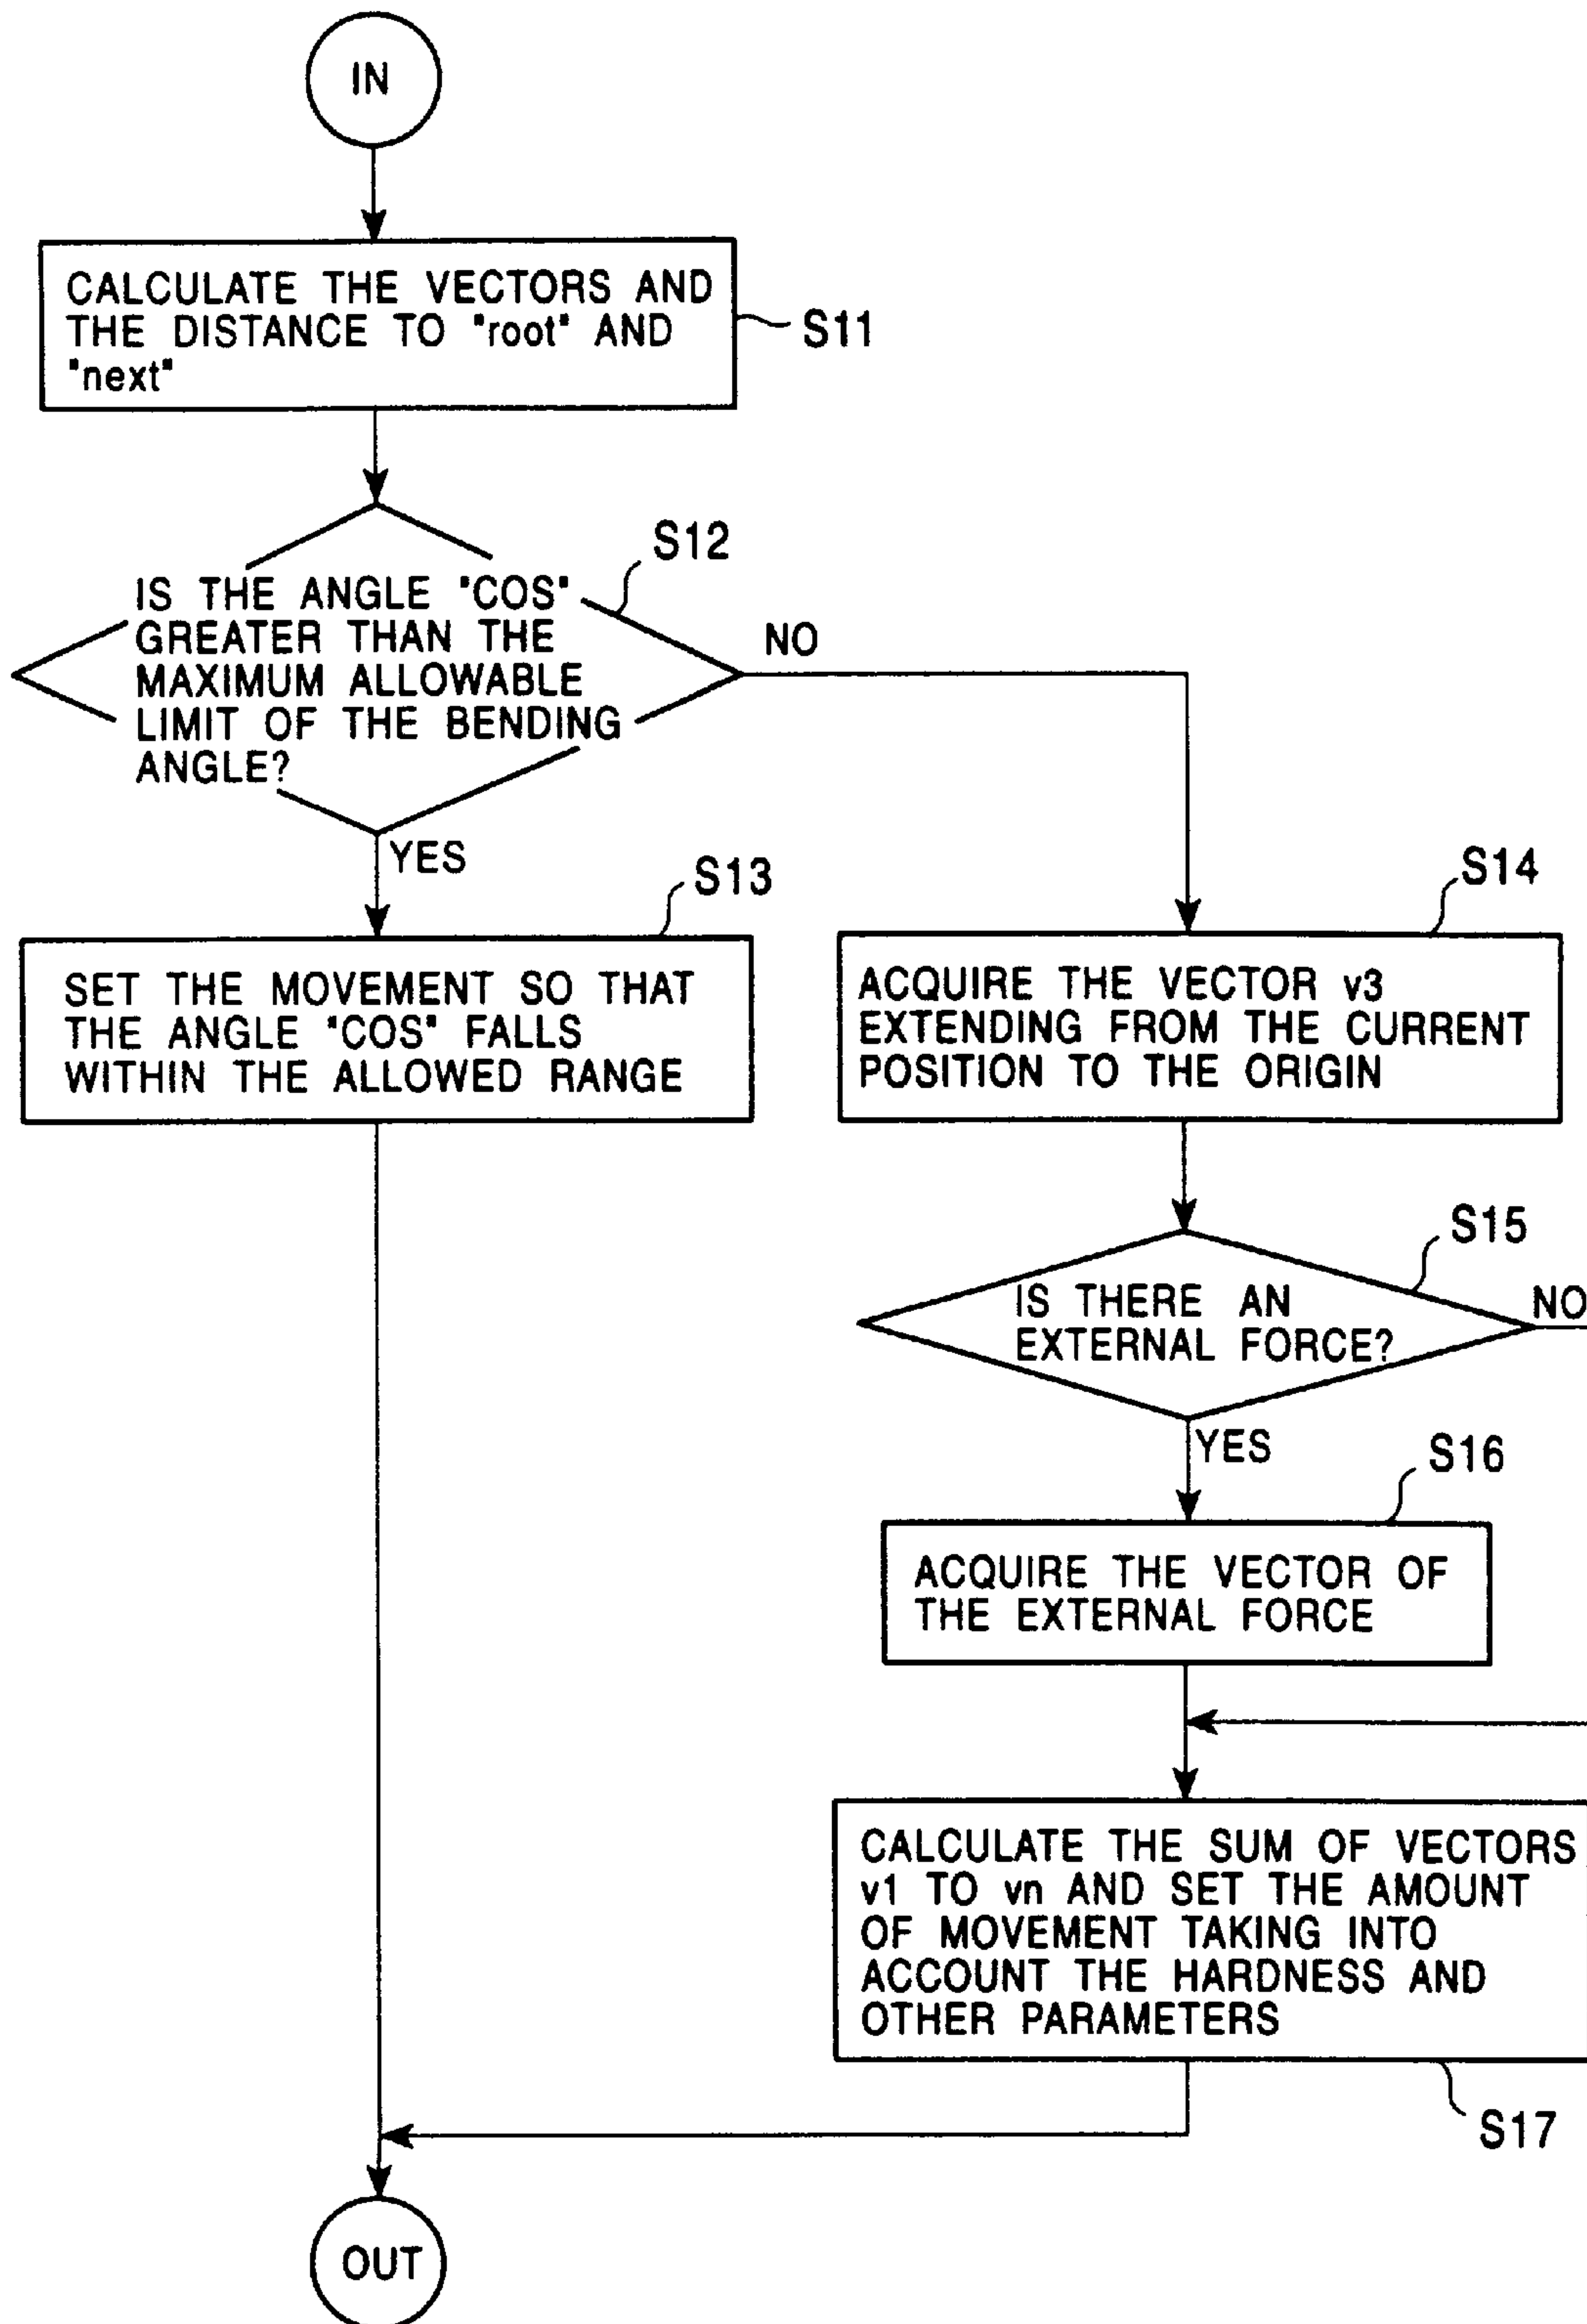 IN
CALCULATE THE VECTORS AND
THE DISTANCE TO "root" AND
"next"
S11
S12
IS THE ANGLE "COS"
GREATER THAN THE
MAXIMUM ALLOWABLE
LIMIT OF THE BENDING
ANGLE?
NO
YES
S13
SET THE MOVEMENT SO THAT
THE ANGLE "COS" FALLS
WITHIN THE ALLOWED RANGE
S14
ACQUIRE THE VECTOR v3
EXTENDING FROM THE CURRENT
POSITION TO THE ORIGIN
S15
IS THERE AN
EXTERNAL FORCE?
NO
YES
S16
ACQUIRE THE VECTOR OF
THE EXTERNAL FORCE
CALCULATE THE SUM OF VECTORS
v1 TO vn AND SET THE AMOUNT
OF MOVEMENT TAKING INTO
ACCOUNT THE HARDNESS AND
OTHER PARAMETERS
S17
OUT